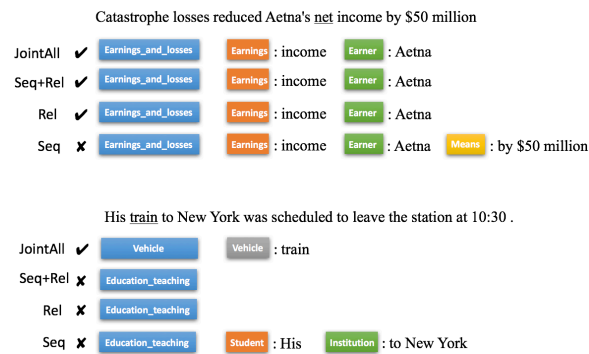 Catastrophe losses reduced Aetna's net income by $50 million
JointAll ✔ Earnings_and_losses Earnings : income Earner : Aetna
Seq+Rel ✔ Earnings_and_losses Earnings : income Earner : Aetna
Rel ✔ Earnings_and_losses Earnings : income Earner : Aetna
Seq ✘ Earnings_and_losses Earnings : income Earner : Aetna Means : by $50 million
His train to New York was scheduled to leave the station at 10:30 .
JointAll ✔ Vehicle Vehicle : train
Seq+Rel ✘ Education_teaching
Rel ✘ Education_teaching
Seq ✘ Education_teaching Student : His Institution : to New York